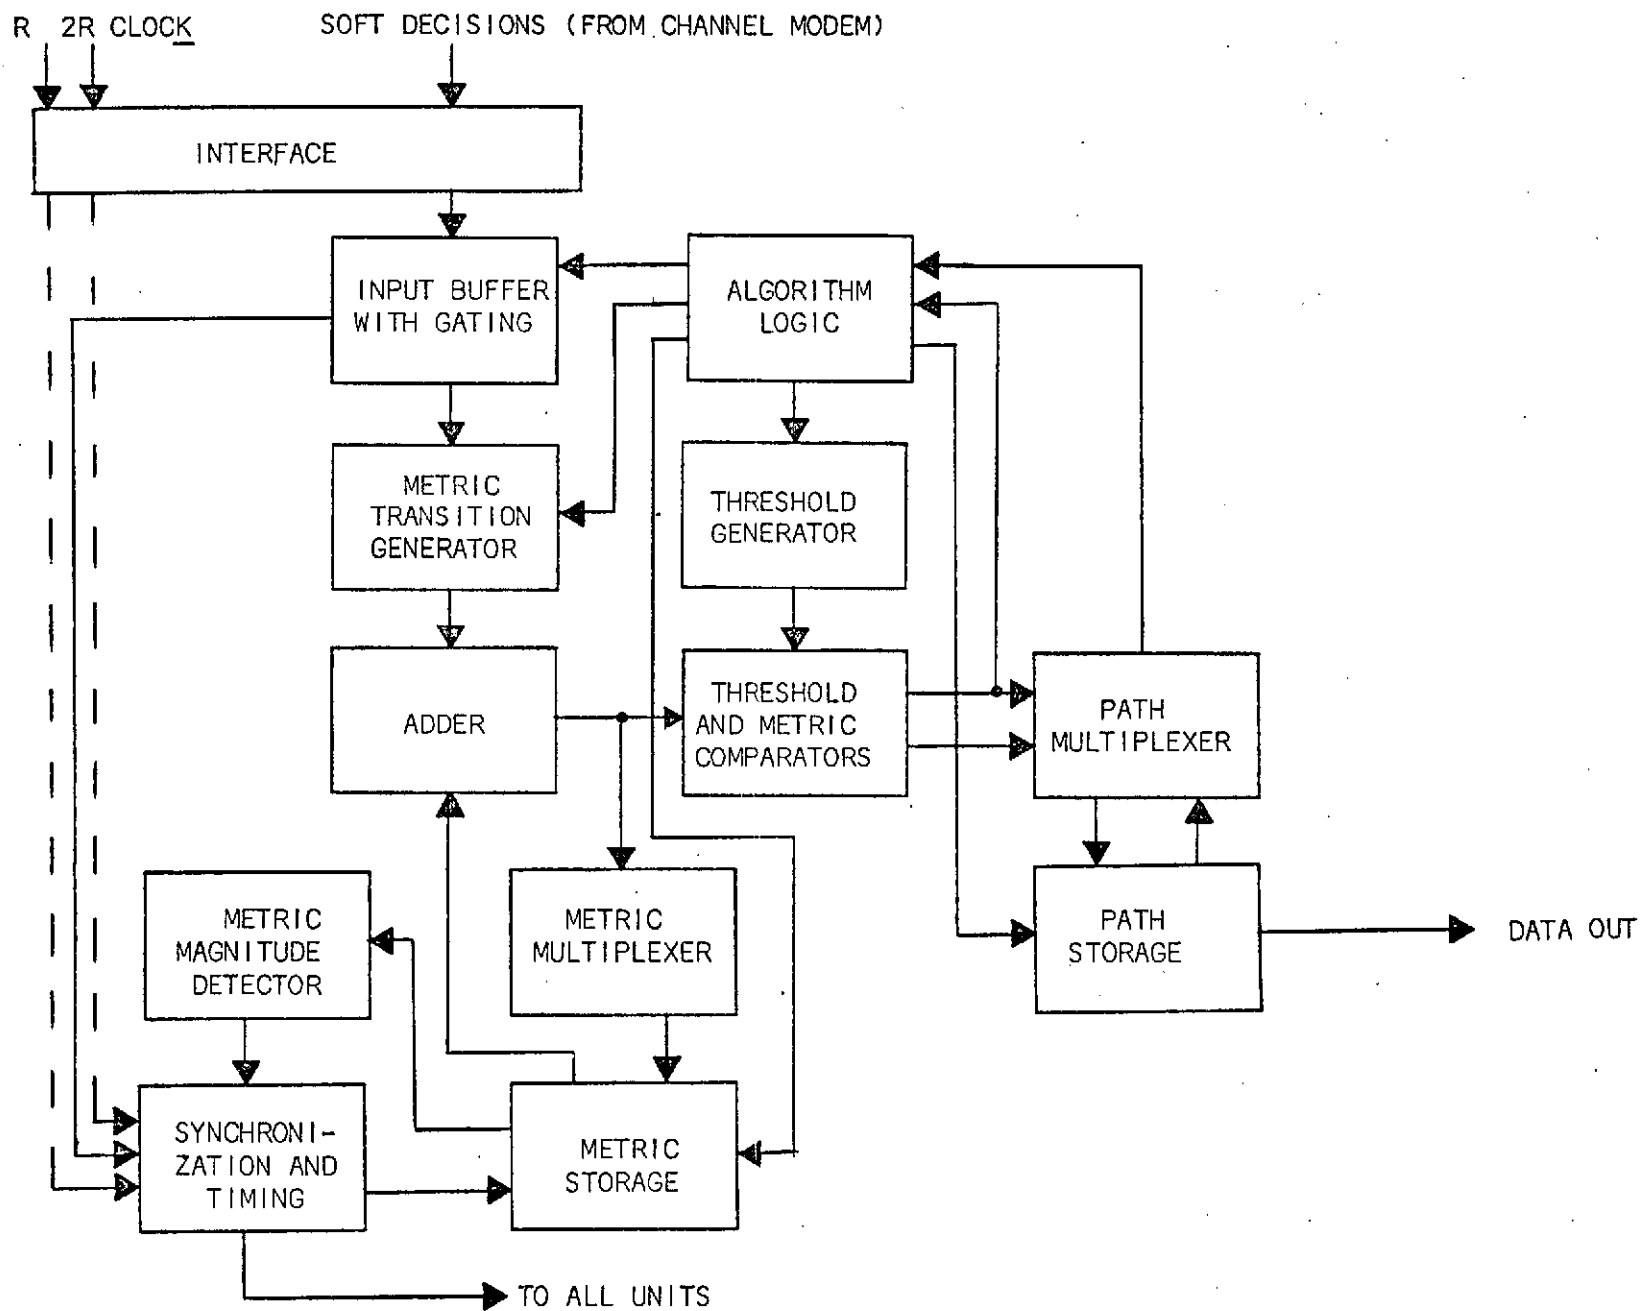 R 2R CLOCK
SOFT DECISIONS (FROM CHANNEL MODEM)
INTERFACE
INPUT BUFFER
WITH GATING
ALGORITHM
LOGIC
METRIC
TRANSITION
GENERATOR
THRESHOLD
GENERATOR
ADDER
THRESHOLD
AND METRIC
COMPARATORS
PATH
MULTIPLEXER
METRIC
MAGNITUDE
DETECTOR
METRIC
MULTIPLEXER
PATH
STORAGE
DATA OUT
SYNCHRONI-
ZATION AND
TIMING
METRIC
STORAGE
TO ALL UNITS